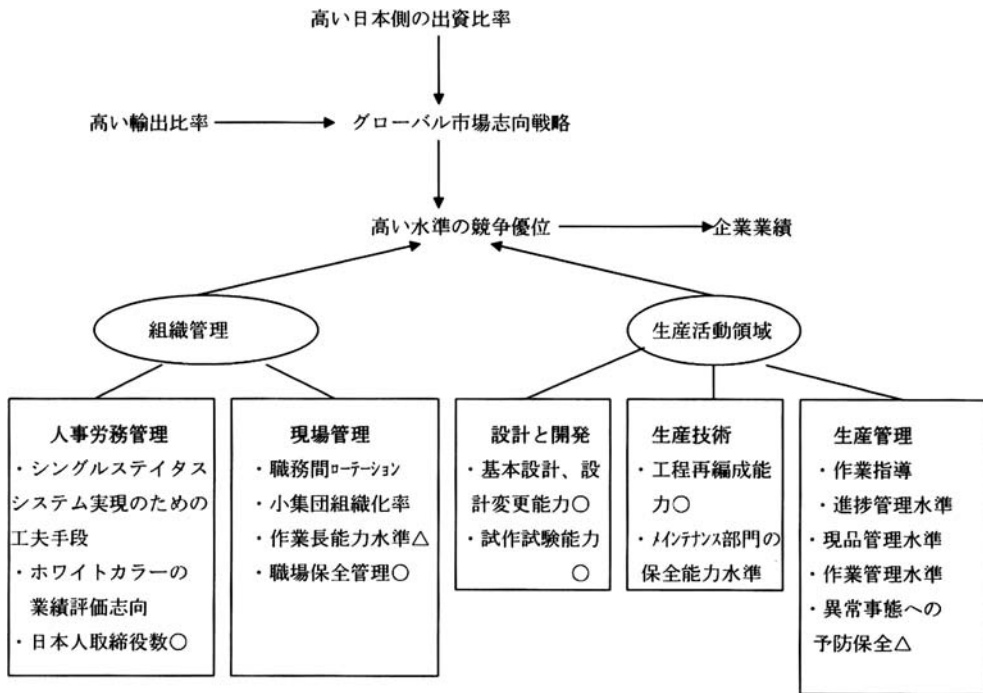 高い日本側の出資比率
高い輸出比率
グローバル市場志向戦略
高い水準の競争優位
企業業績
組織管理
生産活動領域
人事労務管理
・シングルステイタス
システム実現のための
工夫手段
・ホワイトカラーの
業績評価志向
・日本人取締役数○
現場管理
・職務間ﾛｰﾃｰｼｮﾝ
・小集団組織化率
・作業長能力水準△
・職場保全管理○
設計と開発
・基本設計、設
計変更能力○
・試作試験能力
○
生産技術
・工程再編成能
力○
・ﾒｲﾝﾃﾅﾝｽ部門の
保全能力水準
生産管理
・作業指導
・進捗管理水準
・現品管理水準
・作業管理水準
・異常事態への
予防保全△